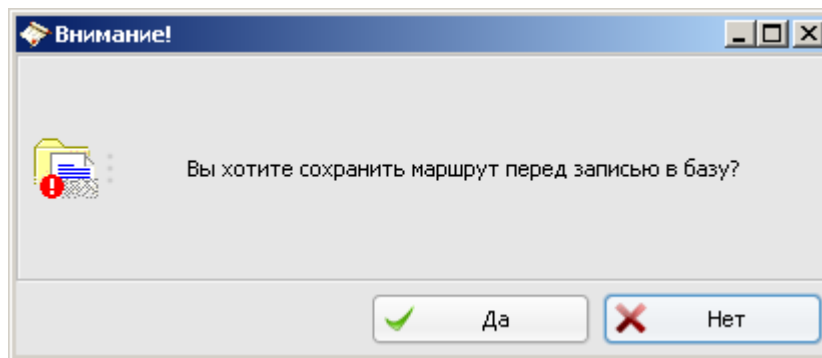 Внимание!
Вы хотите сохранить маршрут перед записью в базу?
Да
Нет